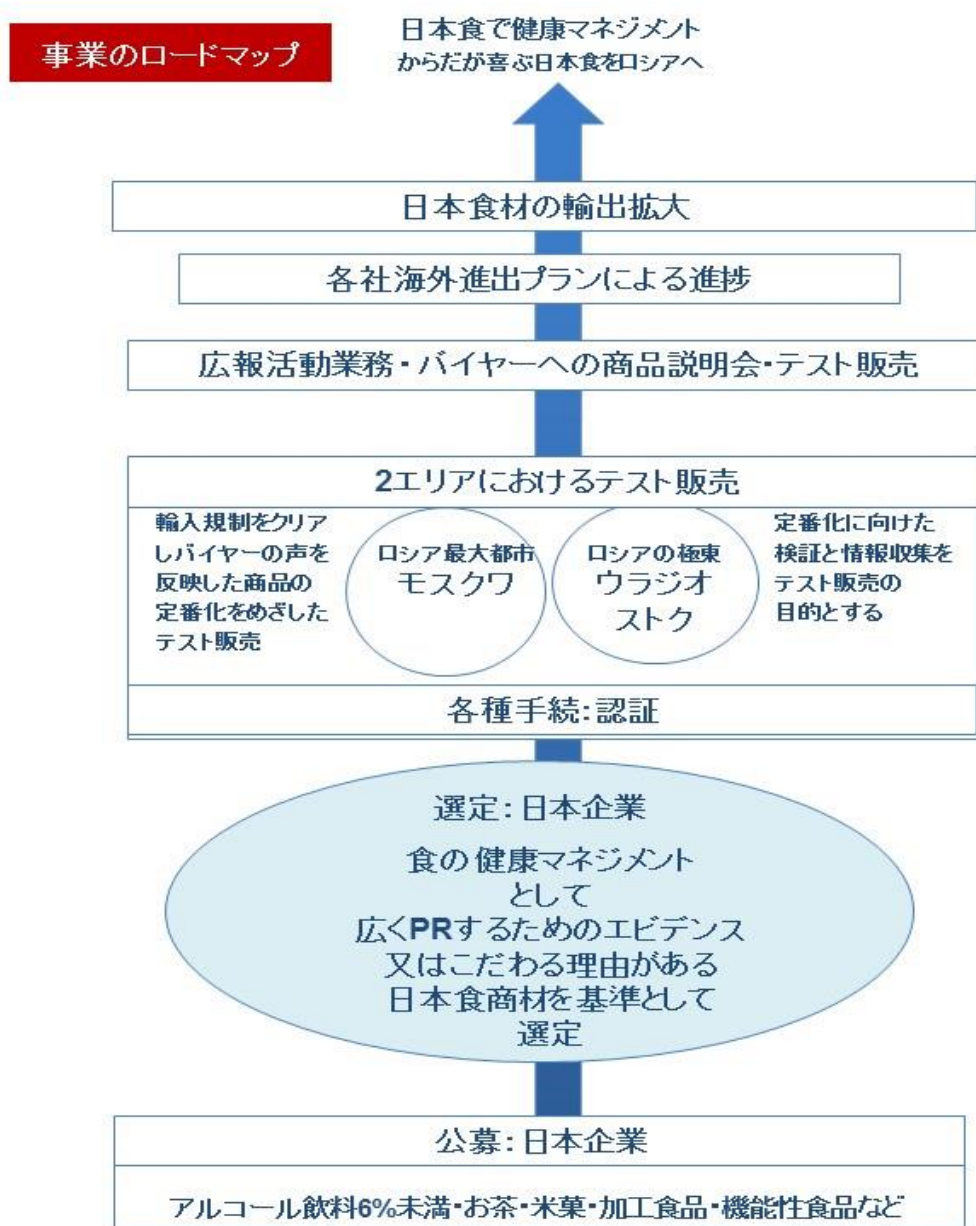 事業のロードマップ
日本食で健康マネジメント
からだが喜ぶ日本食をロシアへ
日本食材の輸出拡大
各社海外進出プランによる進捗
広報活動業務・バイヤーへの商品説明会・テスト販売
2エリアにおけるテスト販売
輸入規制をクリア
しバイヤーの声を
反映した商品の
定番化をめざした
テスト販売
ロシア最大都市
モスクワ
ロシアの極東
ウラジオ
ストク
定番化に向けた
検証と情報収集を
テスト販売の
目的とする
各種手続:認証
選定:日本企業
食の健康マネジメント
として
広くPRするためのエビデンス
又はこだわる理由がある
日本食商材を基準として
選定
公募:日本企業
アルコール飲料6%未満・お茶・米菓・加工食品・機能性食品など